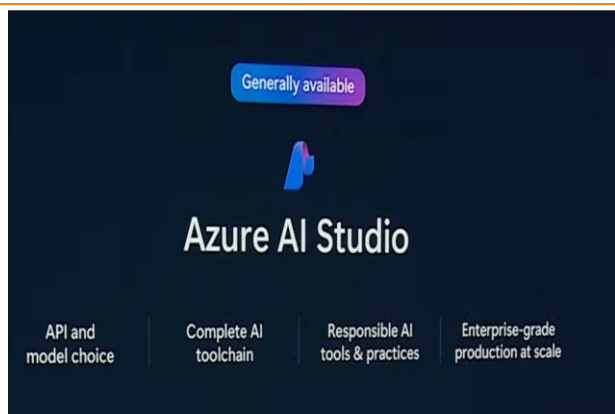 Generally available
Azure AI Studio
API and
model choice
Complete AI
toolchain
Responsible AI
tools & practices
Enterprise-grade
production at scale